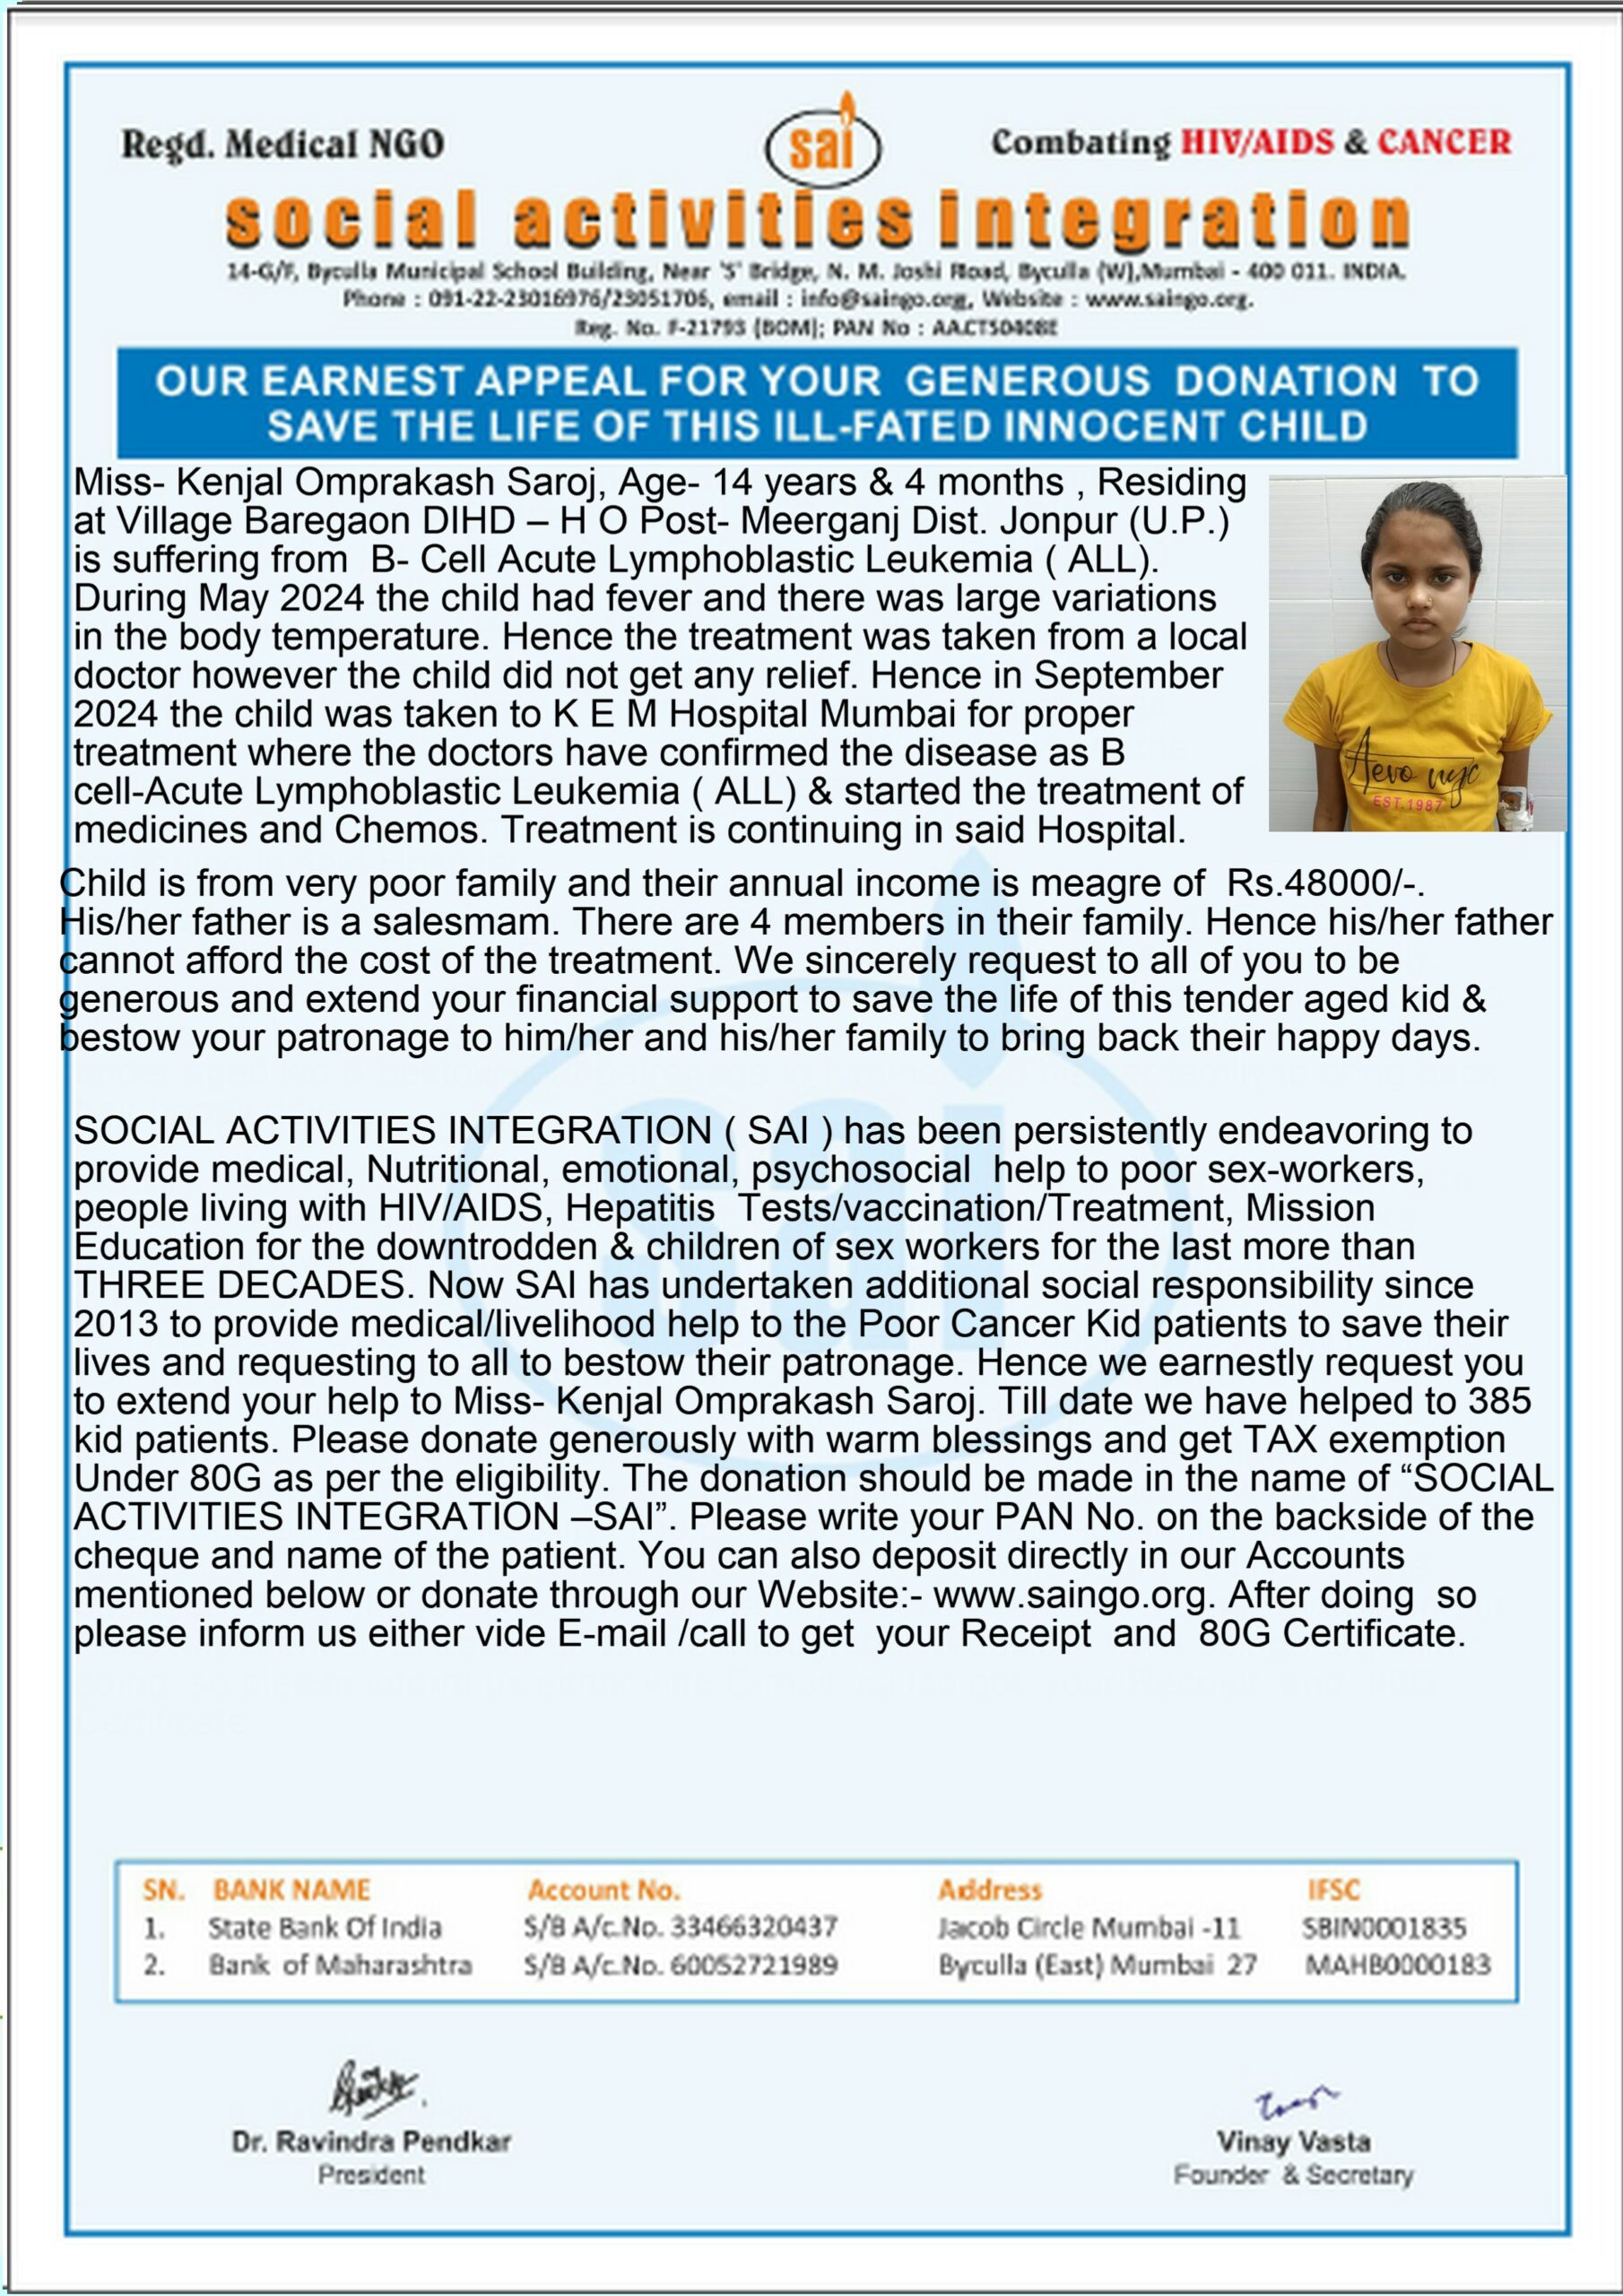 Regd. Medical NGO
sai
Combating HIV/AIDS & CANCER
social activities integration
14-G/F, Byculla Municipal School Building, Near 'S' Bridge, N. M. Joshi Road, Byculla (W),Mumbai - 400 011. INDIA.
Phone : 091-22-23016976/23051706, email : info@saingo.org, Website : www.saingo.org.
Reg. No. F-21793 (BOM); PAN No : AACTS0408E
OUR EARNEST APPEAL FOR YOUR GENEROUS DONATION TO
SAVE THE LIFE OF THIS ILL-FATED INNOCENT CHILD
Miss- Kenjal Omprakash Saroj, Age- 14 years & 4 months , Residing
at Village Baregaon DIHD – H O Post- Meerganj Dist. Jonpur (U.P.)
is suffering from B- Cell Acute Lymphoblastic Leukemia ( ALL).
During May 2024 the child had fever and there was large variations
in the body temperature. Hence the treatment was taken from a local
doctor however the child did not get any relief. Hence in September
2024 the child was taken to K E M Hospital Mumbai for proper
treatment where the doctors have confirmed the disease as B
cell-Acute Lymphoblastic Leukemia ( ALL) & started the treatment of
medicines and Chemos. Treatment is continuing in said Hospital.
Aevo nyc
EST.1987
Child is from very poor family and their annual income is meagre of Rs.48000/-.
His/her father is a salesmam. There are 4 members in their family. Hence his/her father
cannot afford the cost of the treatment. We sincerely request to all of you to be
generous and extend your financial support to save the life of this tender aged kid &
bestow your patronage to him/her and his/her family to bring back their happy days.
SOCIAL ACTIVITIES INTEGRATION ( SAI ) has been persistently endeavoring to
provide medical, Nutritional, emotional, psychosocial help to poor sex-workers,
people living with HIV/AIDS, Hepatitis Tests/vaccination/Treatment, Mission
Education for the downtrodden & children of sex workers for the last more than
THREE DECADES. Now SAI has undertaken additional social responsibility since
2013 to provide medical/livelihood help to the Poor Cancer Kid patients to save their
lives and requesting to all to bestow their patronage. Hence we earnestly request you
to extend your help to Miss- Kenjal Omprakash Saroj. Till date we have helped to 385
kid patients. Please donate generously with warm blessings and get TAX exemption
Under 80G as per the eligibility. The donation should be made in the name of “SOCIAL
ACTIVITIES INTEGRATION –SAI”. Please write your PAN No. on the backside of the
cheque and name of the patient. You can also deposit directly in our Accounts
mentioned below or donate through our Website:- www.saingo.org. After doing so
please inform us either vide E-mail /call to get your Receipt and 80G Certificate.
sai
SN. BANK NAME Account No. Address IFSC
1. State Bank Of India S/B A/c.No. 33466320437 Jacob Circle Mumbai -11 SBIN0001835
2. Bank of Maharashtra S/B A/c.No. 60052721989 Byculla (East) Mumbai 27 MAHB0000183
Dr. Ravindra Pendkar
President
Vinay Vasta
Founder & Secretary